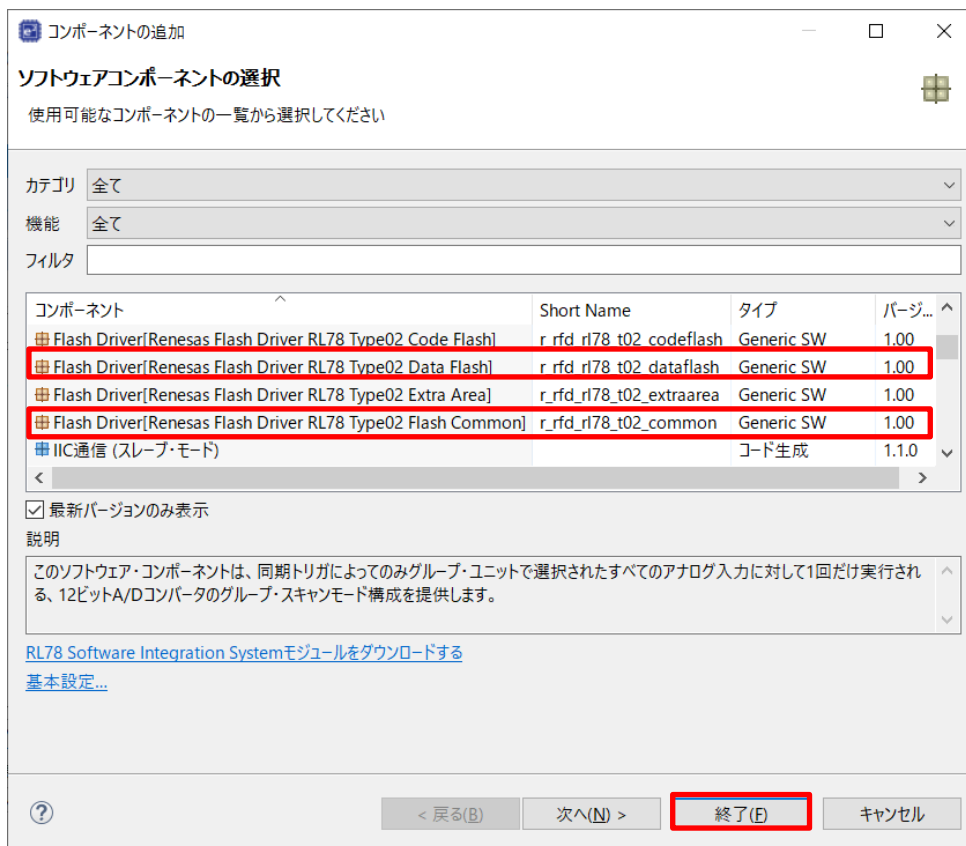 コンポーネントの追加
ソフトウェアコンポーネントの選択
使用可能なコンポーネントの一覧から選択してください
カテゴリ 全て
機能 全て
フィルタ
コンポーネント Short Name タイプ バージ...
Flash Driver[Renesas Flash Driver RL78 Type02 Code Flash] r_rfd_rl78_t02_codeflash Generic SW 1.00
Flash Driver[Renesas Flash Driver RL78 Type02 Data Flash] r_rfd_rl78_t02_dataflash Generic SW 1.00
Flash Driver[Renesas Flash Driver RL78 Type02 Extra Area] r_rfd_rl78_t02_extraarea Generic SW 1.00
Flash Driver[Renesas Flash Driver RL78 Type02 Flash Common] r_rfd_rl78_t02_common Generic SW 1.00
IIC通信 (スレーブ・モード) コード生成 1.1.0
最新バージョンのみ表示
説明
このソフトウェア・コンポーネントは、同期トリガによってのみグループ・ユニットで選択されたすべてのアナログ入力に対して1回だけ実行され
る、12ビットA/Dコンバータのグループ・スキャンモード構成を提供します。
RL78 Software Integration Systemモジュールをダウンロードする
基本設定...
? < 戻る(B) 次へ(N) > 終了(F) キャンセル